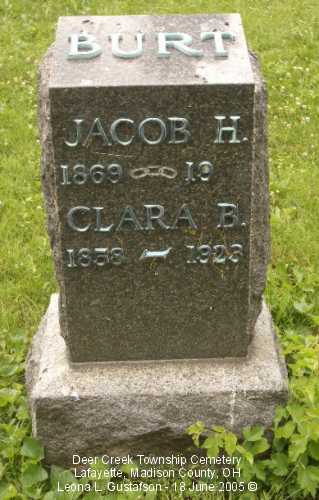 BURT
JACOB H.
1869 19
CLARA B.
1858 ~ 1923
Deer Creek Township Cemetery
Lafayette, Madison County, OH
Leona L. Gustafson - 18 June 2005 ©